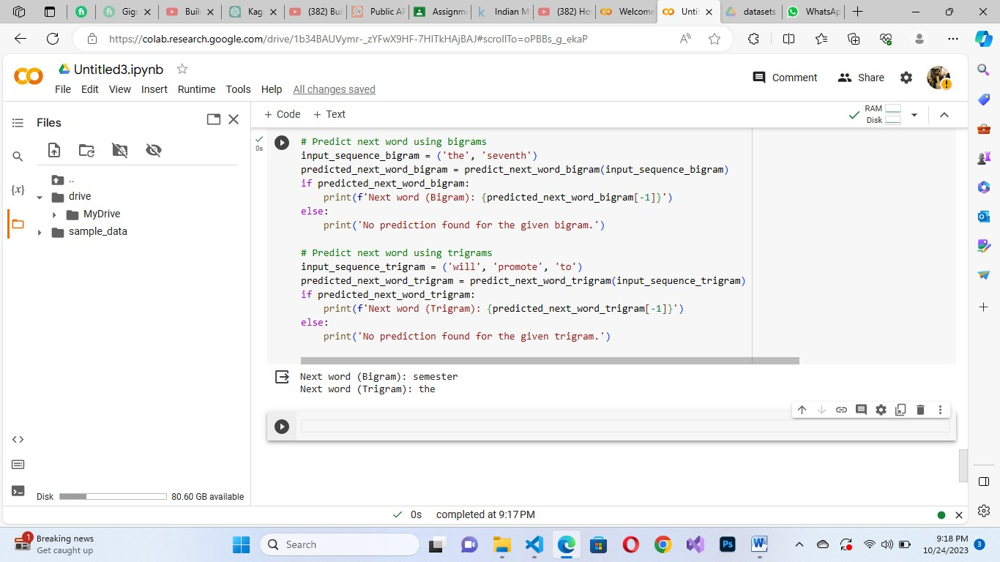 Gigs
Buil
Kag
(382) Bui
Public AP
Assignme
Indian M
(382) Hov
Welcome
Untit
datasets
WhatsAp
https://colab.research.google.com/drive/1b34BAUVymr-_zYFwX9HF-7HITkHAjBAJ#scrollTo=oPBBs_g_ekaP
Untitled3.ipynb
Comment Share
File Edit View Insert Runtime Tools Help All changes saved
Files
+ Code + Text
RAM
Disk
..
drive
MyDrive
sample_data
{x}
0s
# Predict next word using bigrams
input_sequence_bigram = ('the', 'seventh')
predicted_next_word_bigram = predict_next_word_bigram(input_sequence_bigram)
if predicted_next_word_bigram:
    print(f'Next word (Bigram): {predicted_next_word_bigram[-1]}')
else:
    print('No prediction found for the given bigram.')
# Predict next word using trigrams
input_sequence_trigram = ('will', 'promote', 'to')
predicted_next_word_trigram = predict_next_word_trigram(input_sequence_trigram)
if predicted_next_word_trigram:
    print(f'Next word (Trigram): {predicted_next_word_trigram[-1]}')
else:
    print('No prediction found for the given trigram.')
Next word (Bigram): semester
Next word (Trigram): the
Disk 80.60 GB available
0s completed at 9:17 PM
1
Breaking news
Get caught up
Search
Ps
9:18 PM
10/24/2023
3